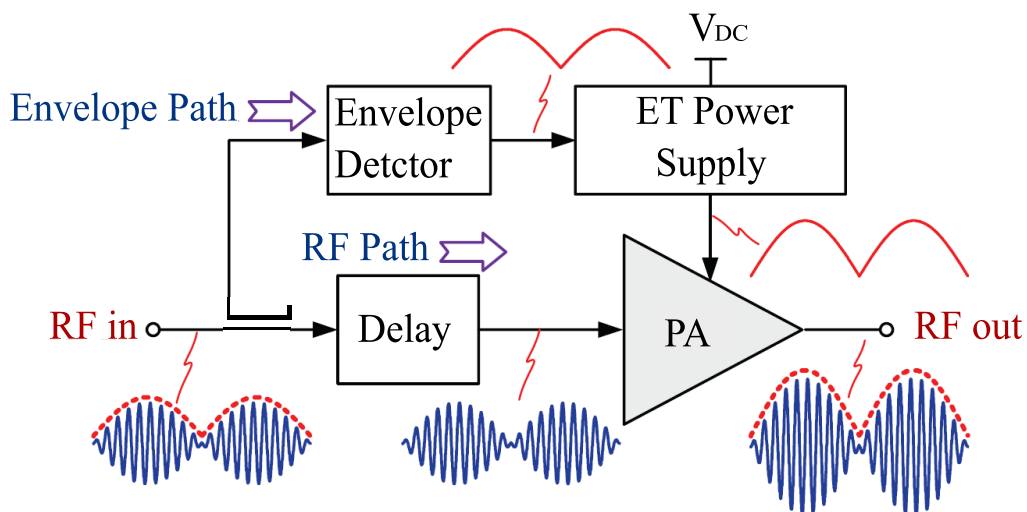 VDC
Envelope Path
Envelope
Detctor
ET Power
Supply
RF Path
RF in
Delay
PA
RF out